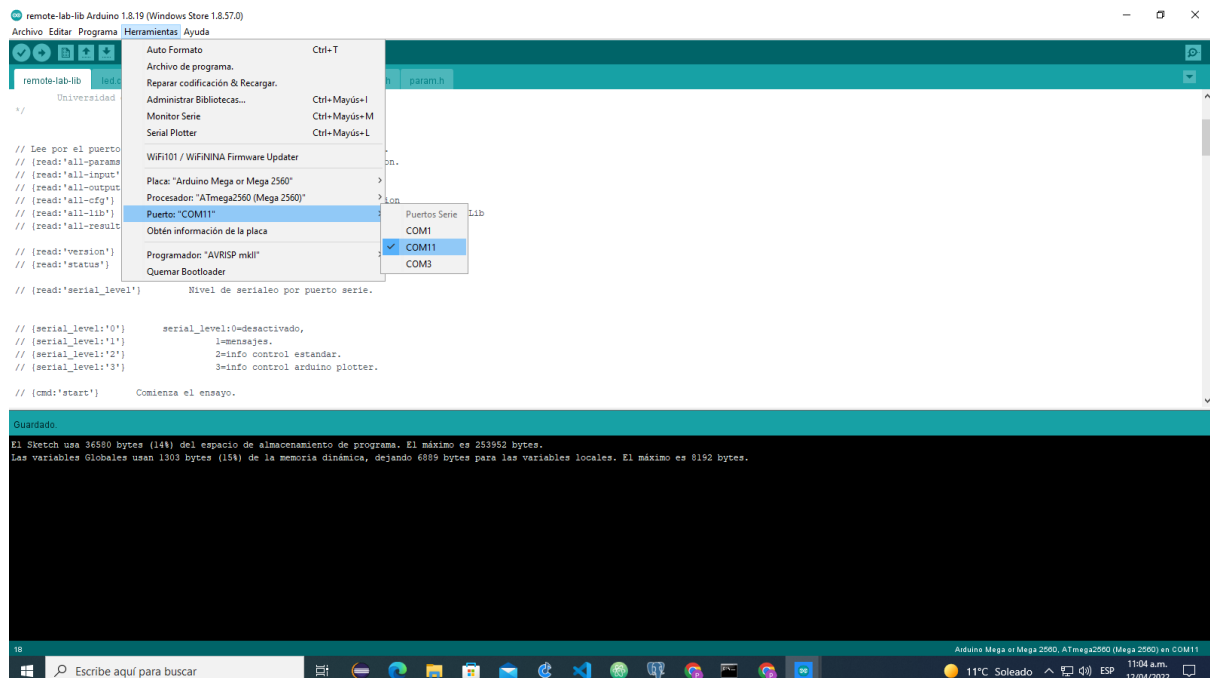 remote-lab-lib Arduino 1.8.19 (Windows Store 1.8.57.0)
Archivo Editar Programa Herramientas Ayuda
Auto Formato Ctrl+T
Archivo de programa.
Reparar codificación & Recargar.
Administrar Bibliotecas... Ctrl+Mayús+I
Monitor Serie Ctrl+Mayús+M
Serial Plotter Ctrl+Mayús+L
WiFi101 / WiFiNINA Firmware Updater
Placa: "Arduino Mega or Mega 2560"
Procesador: "ATmega2560 (Mega 2560)"
Puerto: "COM11"
Obtén información de la placa
Programador: "AVRISP mkII"
Quemar Bootloader
Puertos Serie
COM1
COM11
COM3
remote-lab-lib led.c h param.h
Universidad
*/
// Lee por el puerto .
// {read:'all-params on.
// {read:'all-input'
// {read:'all-output
// {read:'all-cfg'} ion
// {read:'all-lib'} Lib
// {read:'all-result
// {read:'version'}
// {read:'status'}
// {read:'serial_level'} Nivel de serialeo por puerto serie.
// {serial_level:'0'} serial_level:0=desactivado,
// {serial_level:'1'} 1=mensajes.
// {serial_level:'2'} 2=info control estandar.
// {serial_level:'3'} 3=info control arduino plotter.
// {cmd:'start'} Comienza el ensayo.
Guardado.
El Sketch usa 36580 bytes (14%) del espacio de almacenamiento de programa. El máximo es 253952 bytes.
Las variables Globales usan 1303 bytes (15%) de la memoria dinámica, dejando 6889 bytes para las variables locales. El máximo es 8192 bytes.
18 Arduino Mega or Mega 2560, ATmega2560 (Mega 2560) en COM11
Escribe aquí para buscar
11°C Soleado ESP 11:04 a.m.
12/04/2022